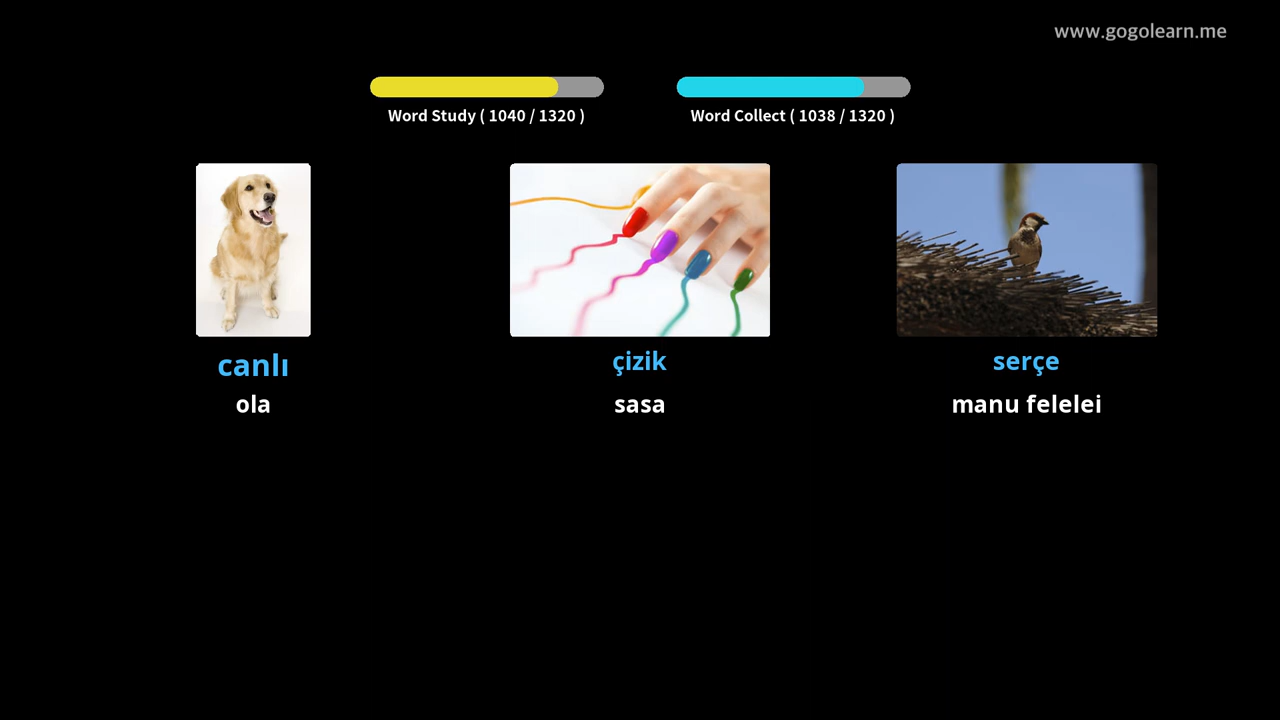 www.gogolearn.me
Word Study ( 1040 / 1320 )
Word Collect ( 1038 / 1320 )
canlı
ola
çizik
sasa
serçe
manu felelei